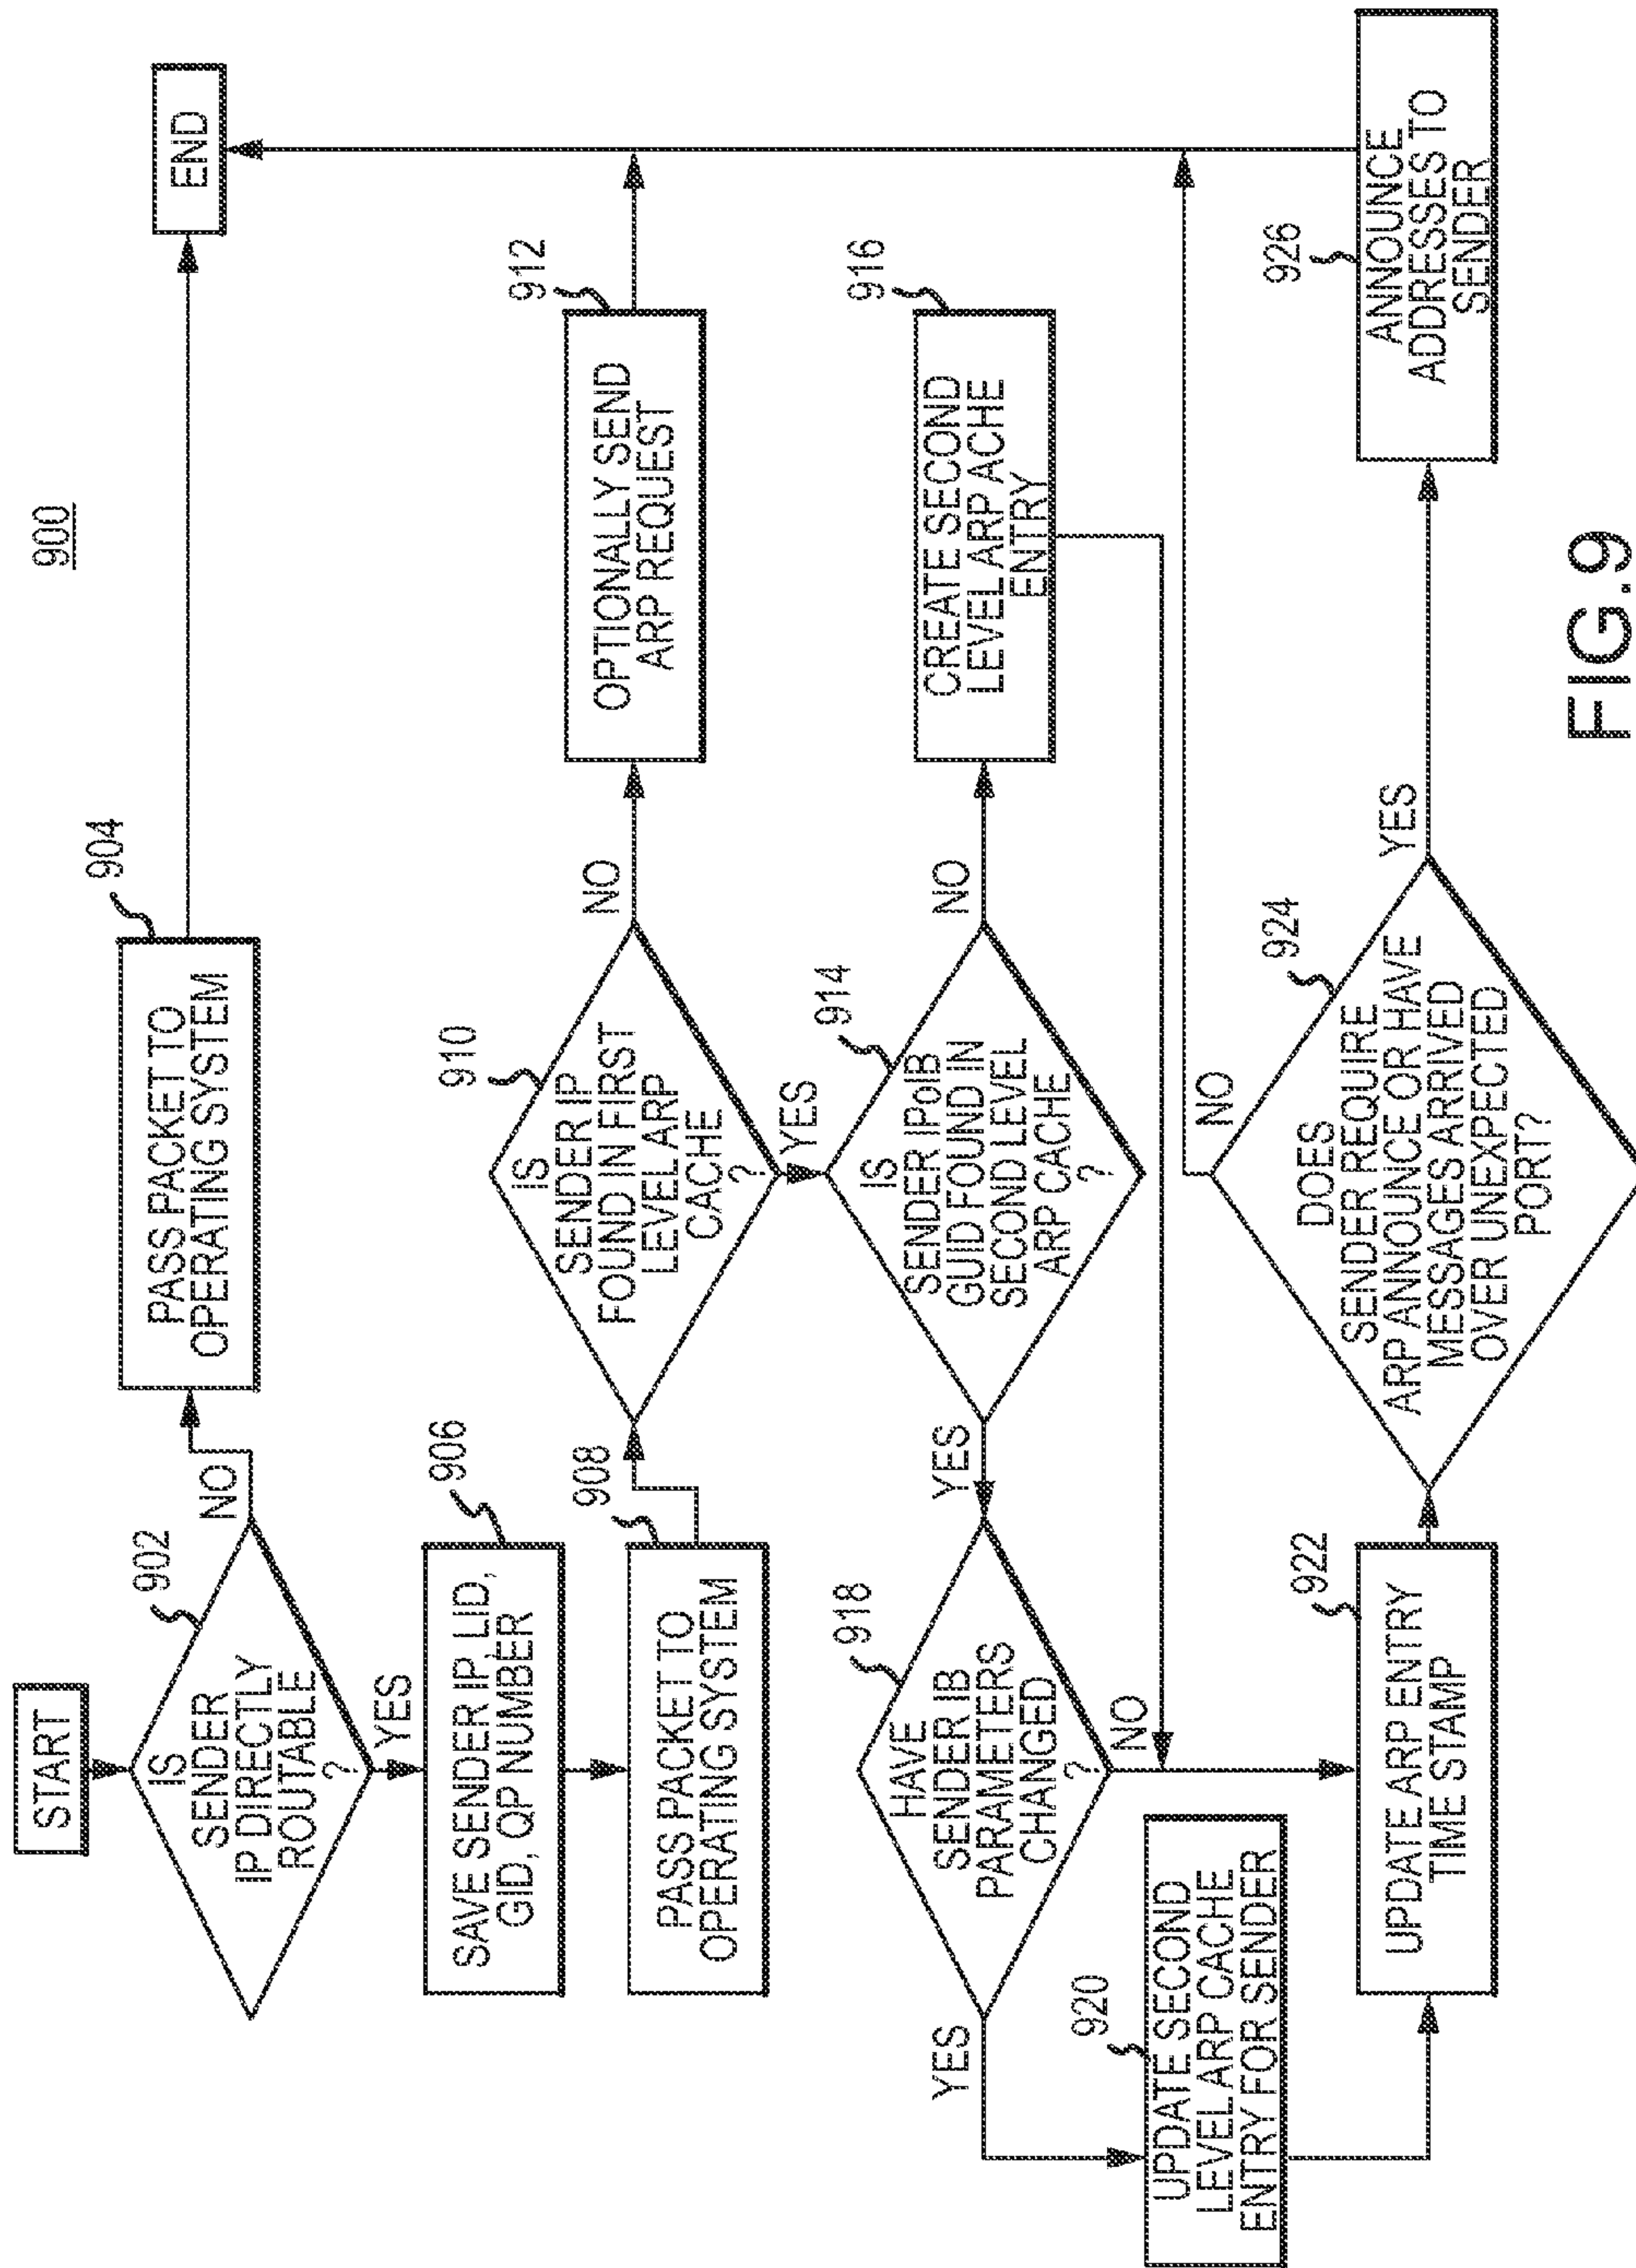 900
START
902
IS
SENDER
IP DIRECTLY
ROUTABLE
?
NO
YES
904
PASS PACKET TO
OPERATING SYSTEM
END
906
SAVE SENDER IP, LID,
GID, QP NUMBER
908
PASS PACKET TO
OPERATING SYSTEM
910
IS
SENDER IP
FOUND IN FIRST
LEVEL ARP
CACHE
?
NO
YES
912
OPTIONALLY SEND
ARP REQUEST
914
IS
SENDER IPoIB
GUID FOUND IN
SECOND LEVEL
ARP CACHE
?
NO
YES
916
CREATE SECOND
LEVEL ARP ACHE
ENTRY
918
HAVE
SENDER IB
PARAMETERS
CHANGED
?
YES
NO
920
UPDATE SECOND
LEVEL ARP CACHE
ENTRY FOR SENDER
922
UPDATE ARP ENTRY
TIME STAMP
924
DOES
SENDER REQUIRE
ARP ANNOUNCE OR HAVE
MESSAGES ARRIVED
OVER UNEXPECTED
PORT?
NO
YES
926
ANNOUNCE
ADDRESSES TO
SENDER
FIG.9